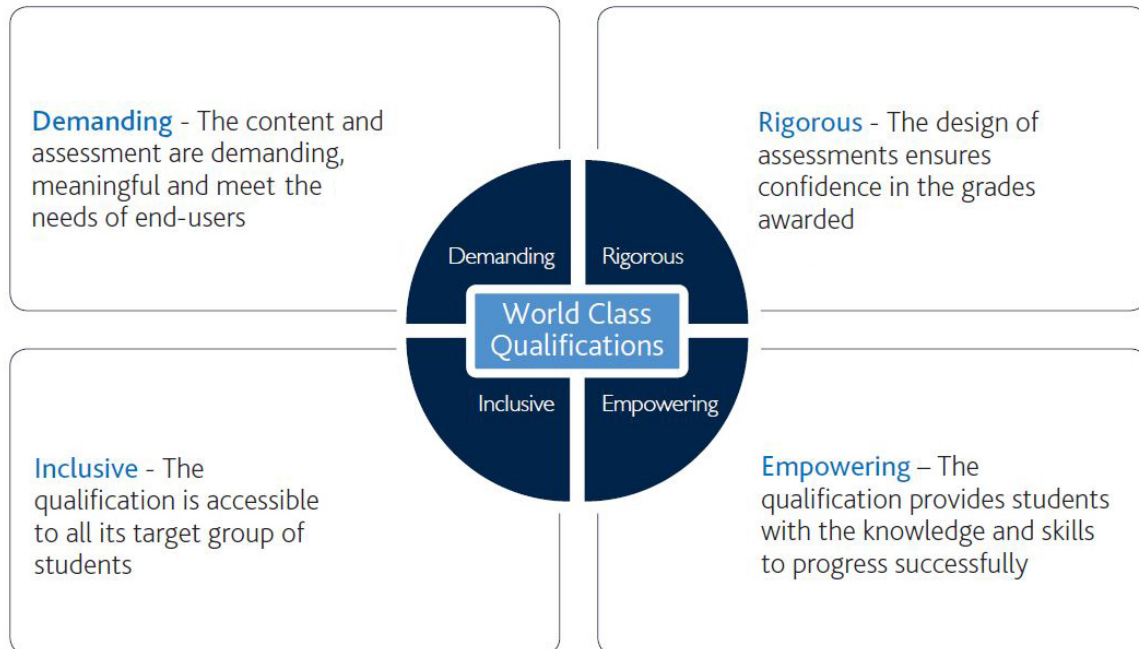 Demanding - The content and
assessment are demanding,
meaningful and meet the
needs of end-users
Rigorous - The design of
assessments ensures
confidence in the grades
awarded
Demanding
Rigorous
World Class
Qualifications
Inclusive
Empowering
Inclusive - The
qualification is accessible
to all its target group of
students
Empowering – The
qualification provides students
with the knowledge and skills
to progress successfully